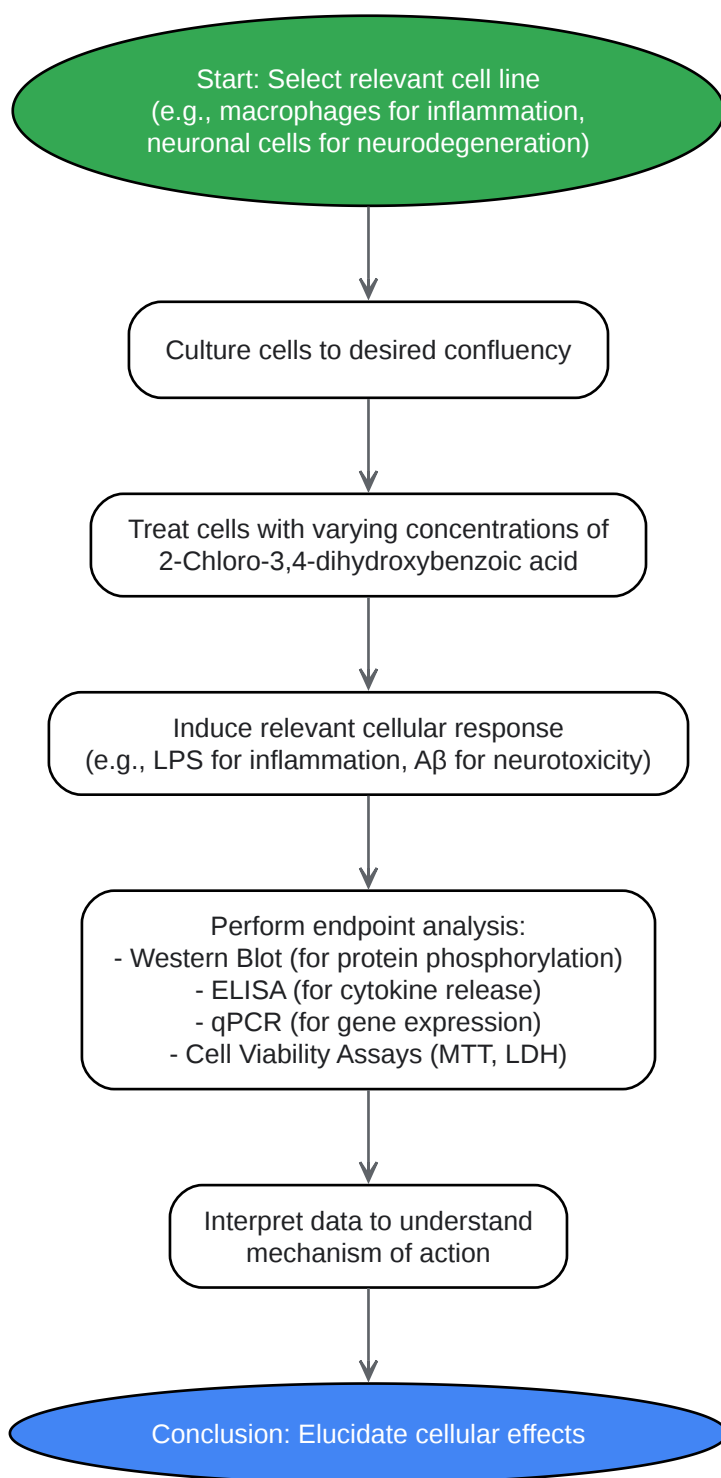 Start: Select relevant cell line
(e.g., macrophages for inflammation,
neuronal cells for neurodegeneration)
Culture cells to desired confluency
Treat cells with varying concentrations of
2-Chloro-3,4-dihydroxybenzoic acid
Induce relevant cellular response
(e.g., LPS for inflammation, Aβ for neurotoxicity)
Perform endpoint analysis:
- Western Blot (for protein phosphorylation)
- ELISA (for cytokine release)
- qPCR (for gene expression)
- Cell Viability Assays (MTT, LDH)
Interpret data to understand
mechanism of action
Conclusion: Elucidate cellular effects